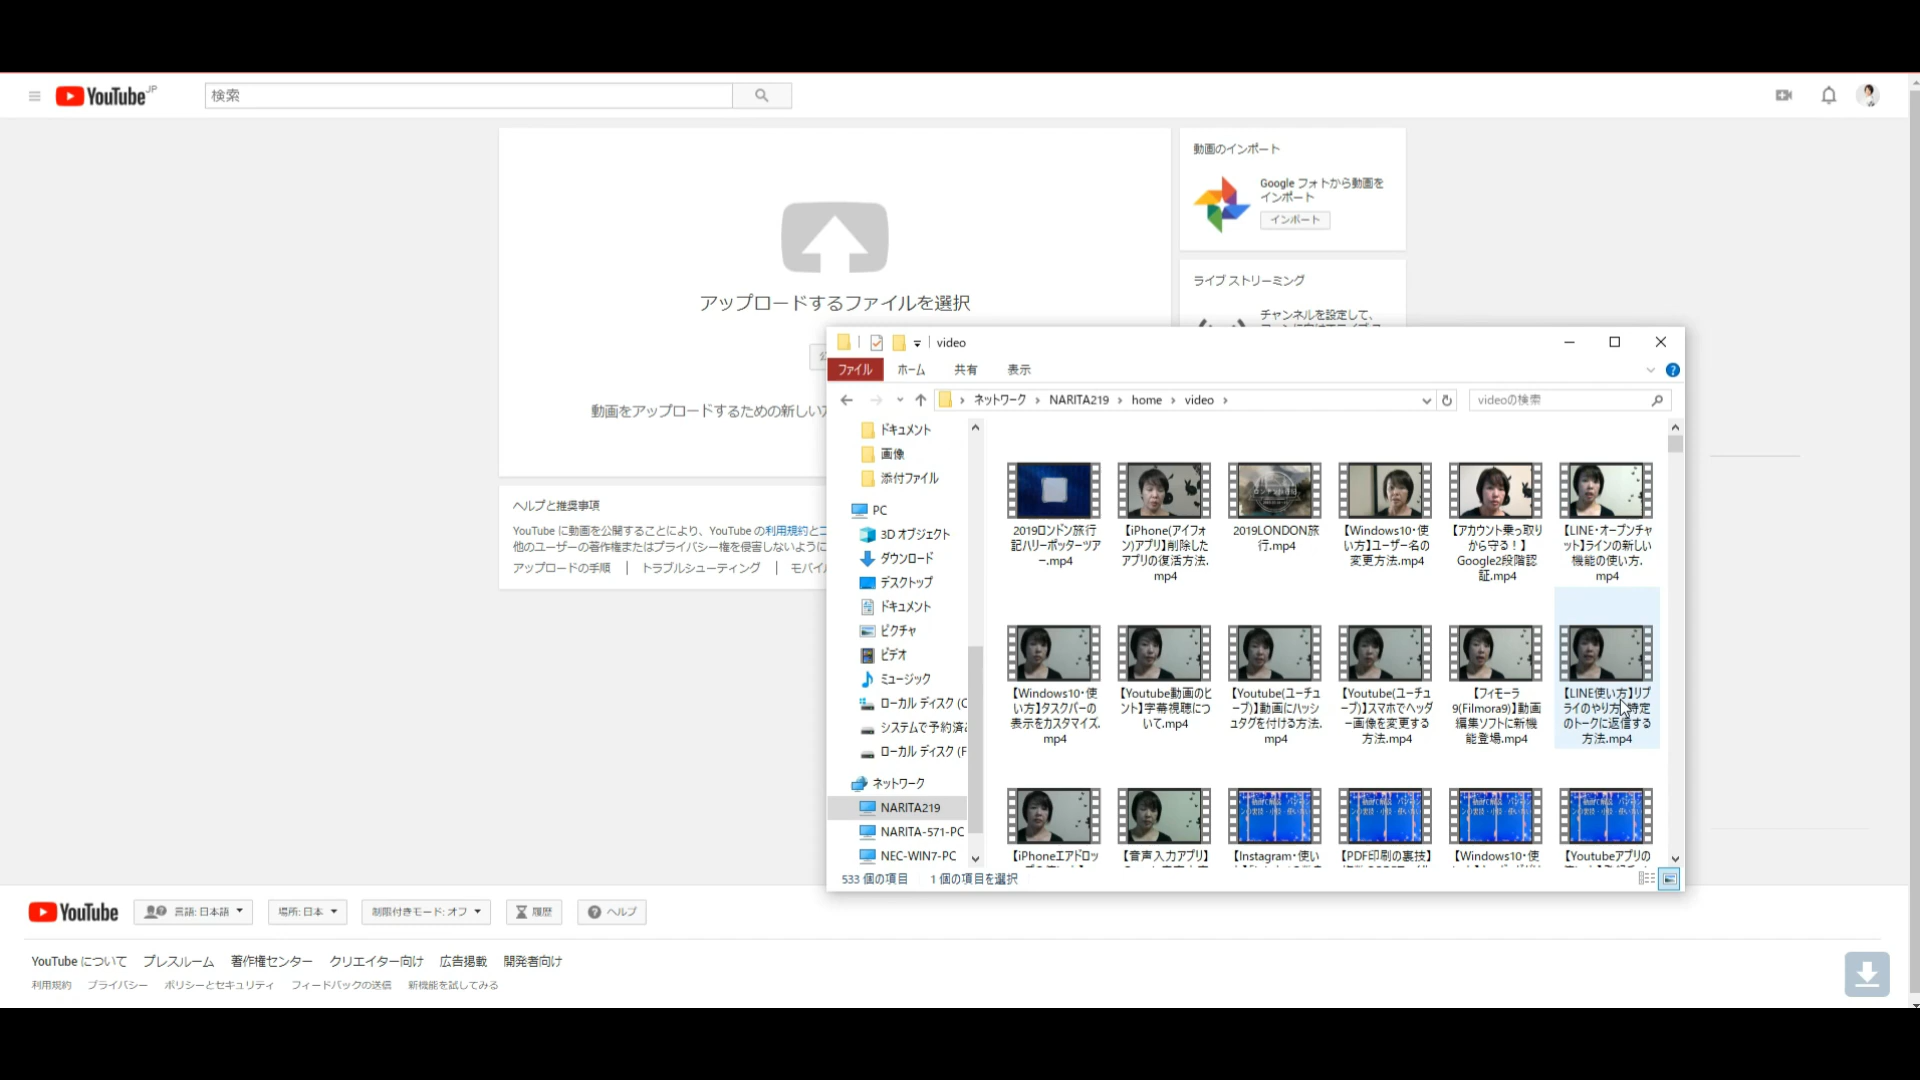 YouTube JP
検索
アップロードするファイルを選択
動画をアップロードするための新しい
動画のインポート
Google フォトから動画を
インポート
インポート
ライブ ストリーミング
チャンネルを設定して、
ヘルプと推奨事項
YouTube に動画を公開することにより、YouTube の利用規約とコ
他のユーザーの著作権またはプライバシー権を侵害しないように
アップロードの手順 | トラブルシューティング | モバイ
video
ファイル ホーム 共有 表示
ネットワーク › NARITA219 › home › video ›
videoの検索
ドキュメント
画像
添付ファイル
PC
3D オブジェクト
ダウンロード
デスクトップ
ドキュメント
ピクチャ
ビデオ
ミュージック
ローカル ディスク (C
システムで予約済
ローカル ディスク (F
ネットワーク
NARITA219
NARITA-571-PC
NEC-WIN7-PC
2019ロンドン旅行
記ハリーポッターツア
ー.mp4
【iPhone(アイフォ
ン)アプリ】削除した
アプリの復活方法.
mp4
2019LONDON旅
行.mp4
【Windows10・使
い方】ユーザー名の
変更方法.mp4
【アカウント乗っ取り
から守る！】
Google2段階認
証.mp4
【LINE・オープンチャ
ット】ラインの新しい
機能の使い方.
mp4
【Windows10・使
い方】タスクバーの
表示をカスタマイズ.
mp4
【Youtube動画のヒ
ント】字幕視聴につ
いて.mp4
【Youtube(ユーチュ
ーブ)】動画にハッシ
ュタグを付ける方法.
mp4
【Youtube(ユーチュ
ーブ)】スマホでヘッダ
ー画像を変更する
方法.mp4
【フィモーラ
9(Filmora9)】動画
編集ソフトに新機
能登場.mp4
【LINE使い方】リプ
ライのやり方 特定
のトークに返信する
方法.mp4
【iPhoneエアドロッ
【音声入力アプリ】
【Instagram・使い
【PDF印刷の裏技】
【Windows10・使
【Youtubeアプリの
533 個の項目 1 個の項目を選択
YouTube 言語: 日本語 場所: 日本 制限付きモード: オフ 履歴 ヘルプ
YouTube について プレスルーム 著作権センター クリエイター向け 広告掲載 開発者向け
利用規約 プライバシー ポリシーとセキュリティ フィードバックの送信 新機能を試してみる